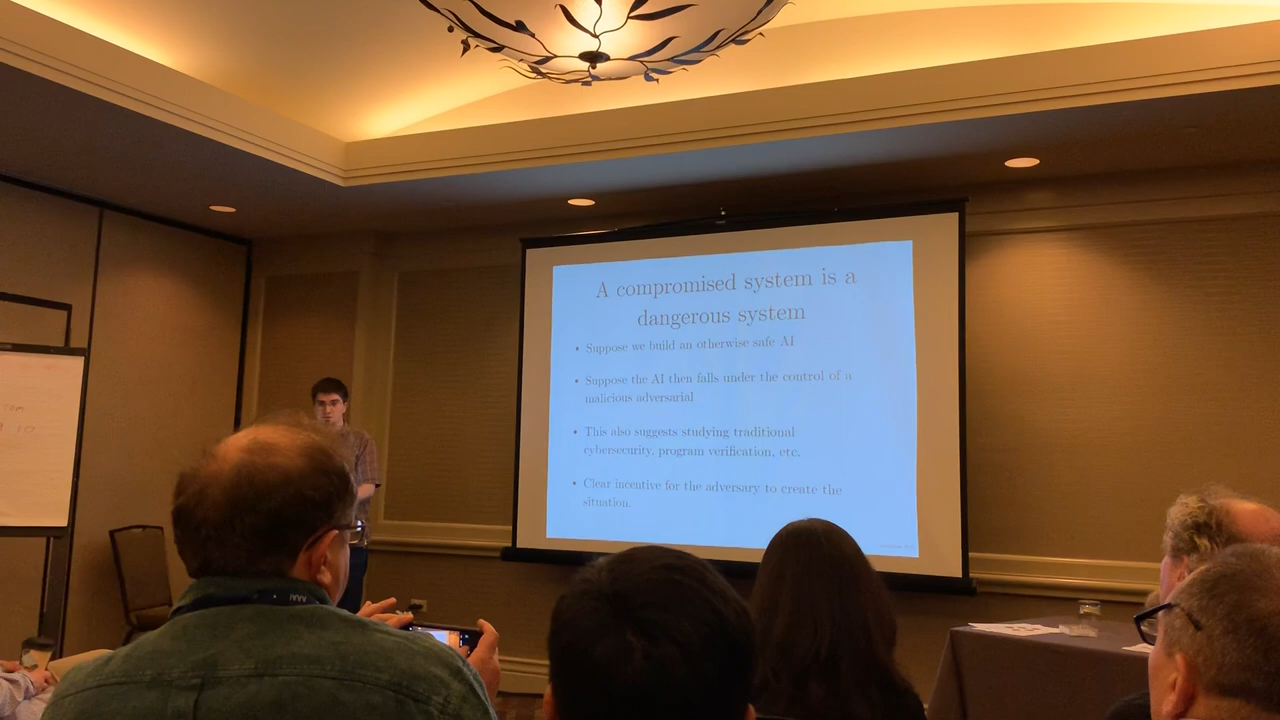 A compromised system is a
dangerous system
• Suppose we build an otherwise safe AI
• Suppose the AI then falls under the control of a
malicious adversarial
• This also suggests studying traditional
cybersecurity, program verification, etc.
• Clear incentive for the adversary to create the
situation.